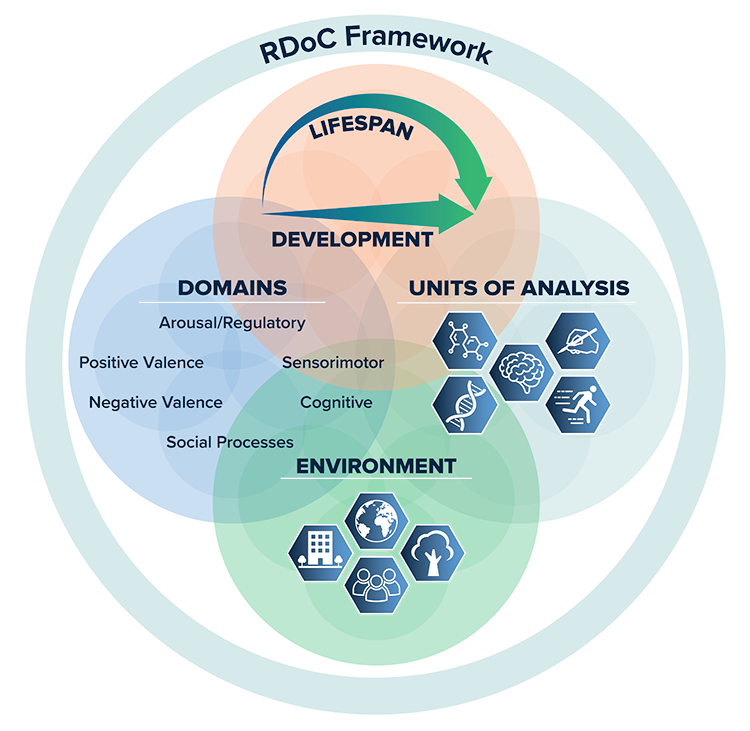 RDoC Framework
LIFESPAN
DEVELOPMENT
DOMAINS
Arousal/Regulatory
Positive Valence
Sensorimotor
Negative Valence
Cognitive
Social Processes
UNITS OF ANALYSIS
ENVIRONMENT